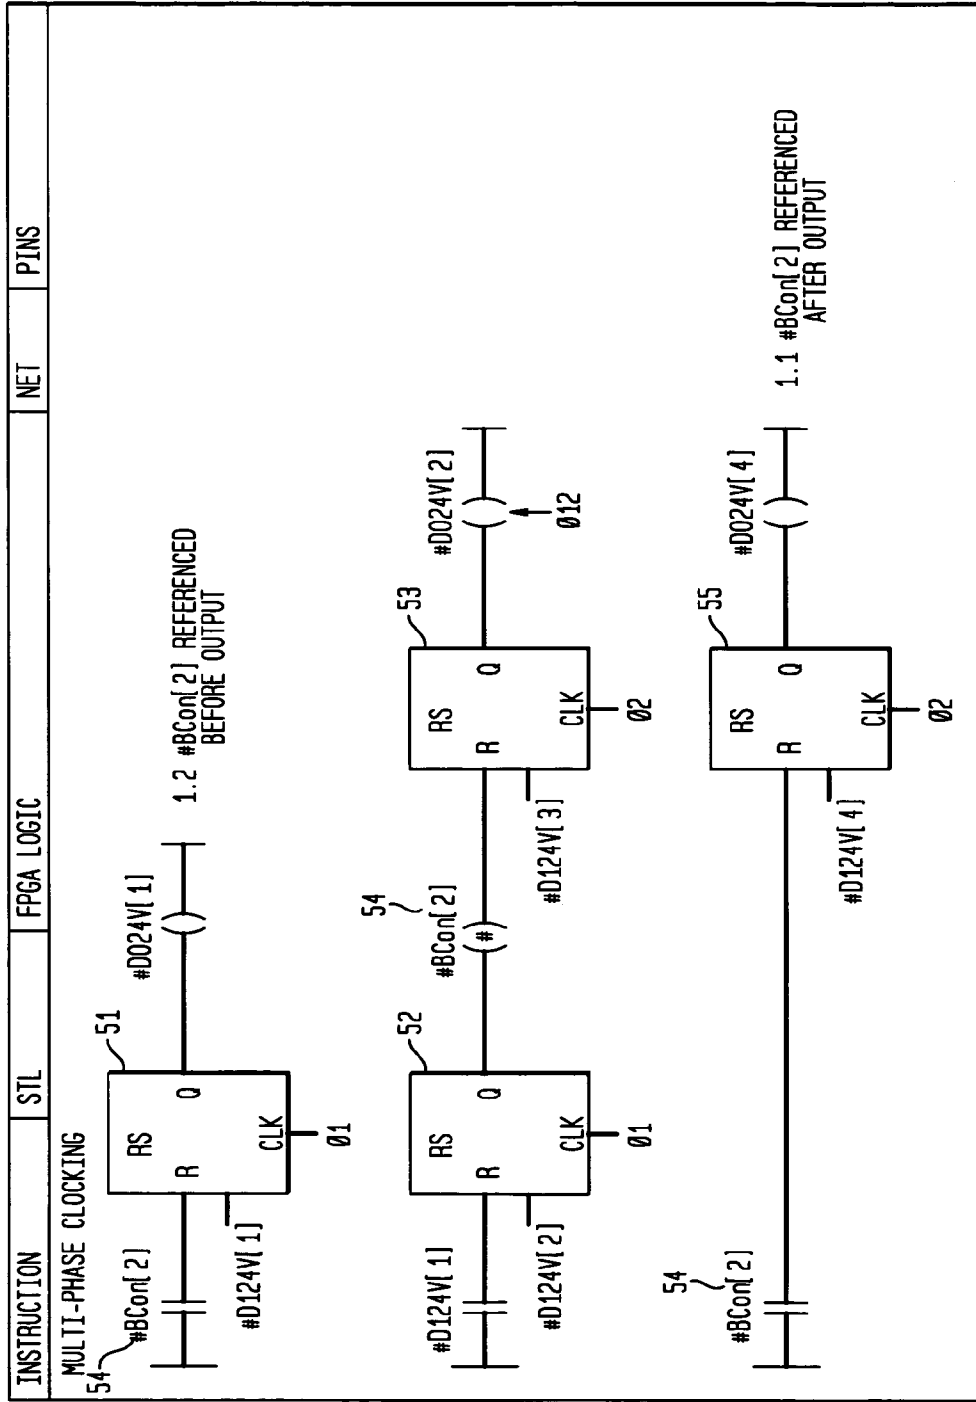 INSTRUCTION STL FPGA LOGIC NET PINS
MULTI-PHASE CLOCKING
54 #BCon[2]
51
RS
R Q
CLK
Ø1
#D124V[1]
#DO24V[1]
1.2 #BCon[2] REFERENCED
BEFORE OUTPUT
#D124V[1]
52
RS
R Q
CLK
Ø1
#D124V[2]
54
#BCon[2]
#
53
RS
R Q
CLK
Ø2
#D124V[3]
#DO24V[2]
Ø12
54
#BCon[2]
55
RS
R Q
CLK
Ø2
#D124V[4]
#DO24V[4]
1.1 #BCon[2] REFERENCED
AFTER OUTPUT